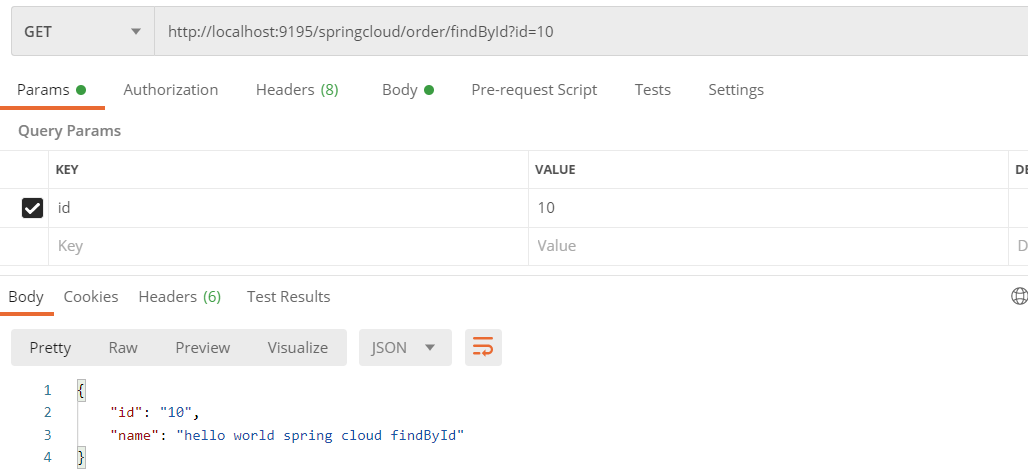 GET http://localhost:9195/springcloud/order/findById?id=10
Params Authorization Headers (8) Body Pre-request Script Tests Settings
Query Params
KEY VALUE DE
id 10
Key Value D
Body Cookies Headers (6) Test Results
Pretty Raw Preview Visualize JSON
1 {
2 "id": "10",
3 "name": "hello world spring cloud findById"
4 }